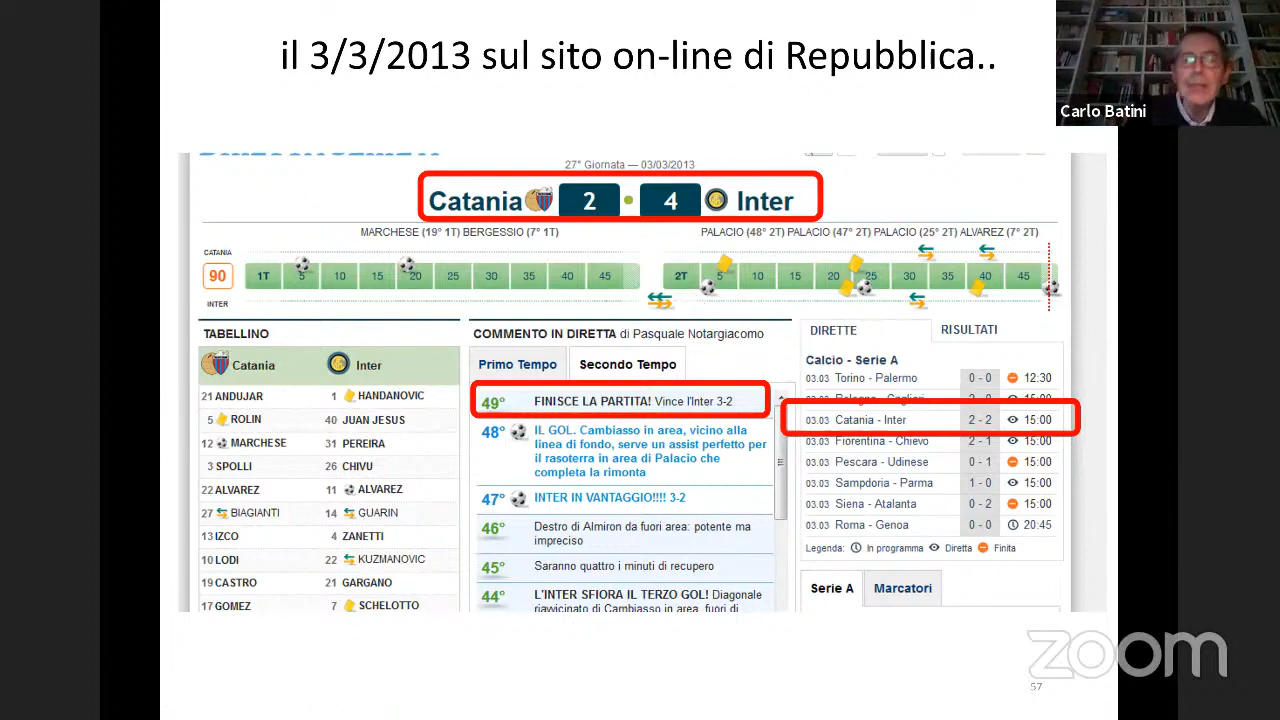 il 3/3/2013 sul sito on-line di Repubblica..
Carlo Batini
27° Giornata — 03/03/2013
Catania 2 4 Inter
MARCHESE (19° 1T) BERGESSIO (7° 1T)
PALACIO (48° 2T) PALACIO (47° 2T) PALACIO (25° 2T) ALVAREZ (7° 2T)
CATANIA
90
INTER
1T 5 10 15 20 25 30 35 40 45
2T 5 10 15 20 25 30 35 40 45
TABELLINO
Catania Inter
21 ANDUJAR 1 HANDANOVIC
5 ROLIN 40 JUAN JESUS
12 MARCHESE 31 PEREIRA
3 SPOLLI 26 CHIVU
22 ALVAREZ 11 ALVAREZ
27 BIAGIANTI 14 GUARIN
13 IZCO 4 ZANETTI
10 LODI 22 KUZMANOVIC
19 CASTRO 21 GARGANO
17 GOMEZ 7 SCHELOTTO
COMMENTO IN DIRETTA di Pasquale Notargiacomo
Primo Tempo Secondo Tempo
49° FINISCE LA PARTITA! Vince l'Inter 3-2
48° IL GOL. Cambiasso in area, vicino alla
linea di fondo, serve un assist perfetto per
il rasoterra in area di Palacio che
completa la rimonta
47° INTER IN VANTAGGIO!!!! 3-2
46° Destro di Almiron da fuori area: potente ma
impreciso
45° Saranno quattro i minuti di recupero
44° L'INTER SFIORA IL TERZO GOL! Diagonale
riavvicinato di Cambiasso in area, fuori di
DIRETTE RISULTATI
Calcio - Serie A
03.03 Torino - Palermo 0 - 0 12:30
03.03 Bologna - Cagliari 15:00
03.03 Catania - Inter 2 - 2 15:00
03.03 Fiorentina - Chievo 2 - 1 15:00
03.03 Pescara - Udinese 0 - 1 15:00
03.03 Sampdoria - Parma 1 - 0 15:00
03.03 Siena - Atalanta 0 - 2 15:00
03.03 Roma - Genoa 0 - 0 20:45
Legenda: In programma Diretta Finita
Serie A Marcatori
zoom
57